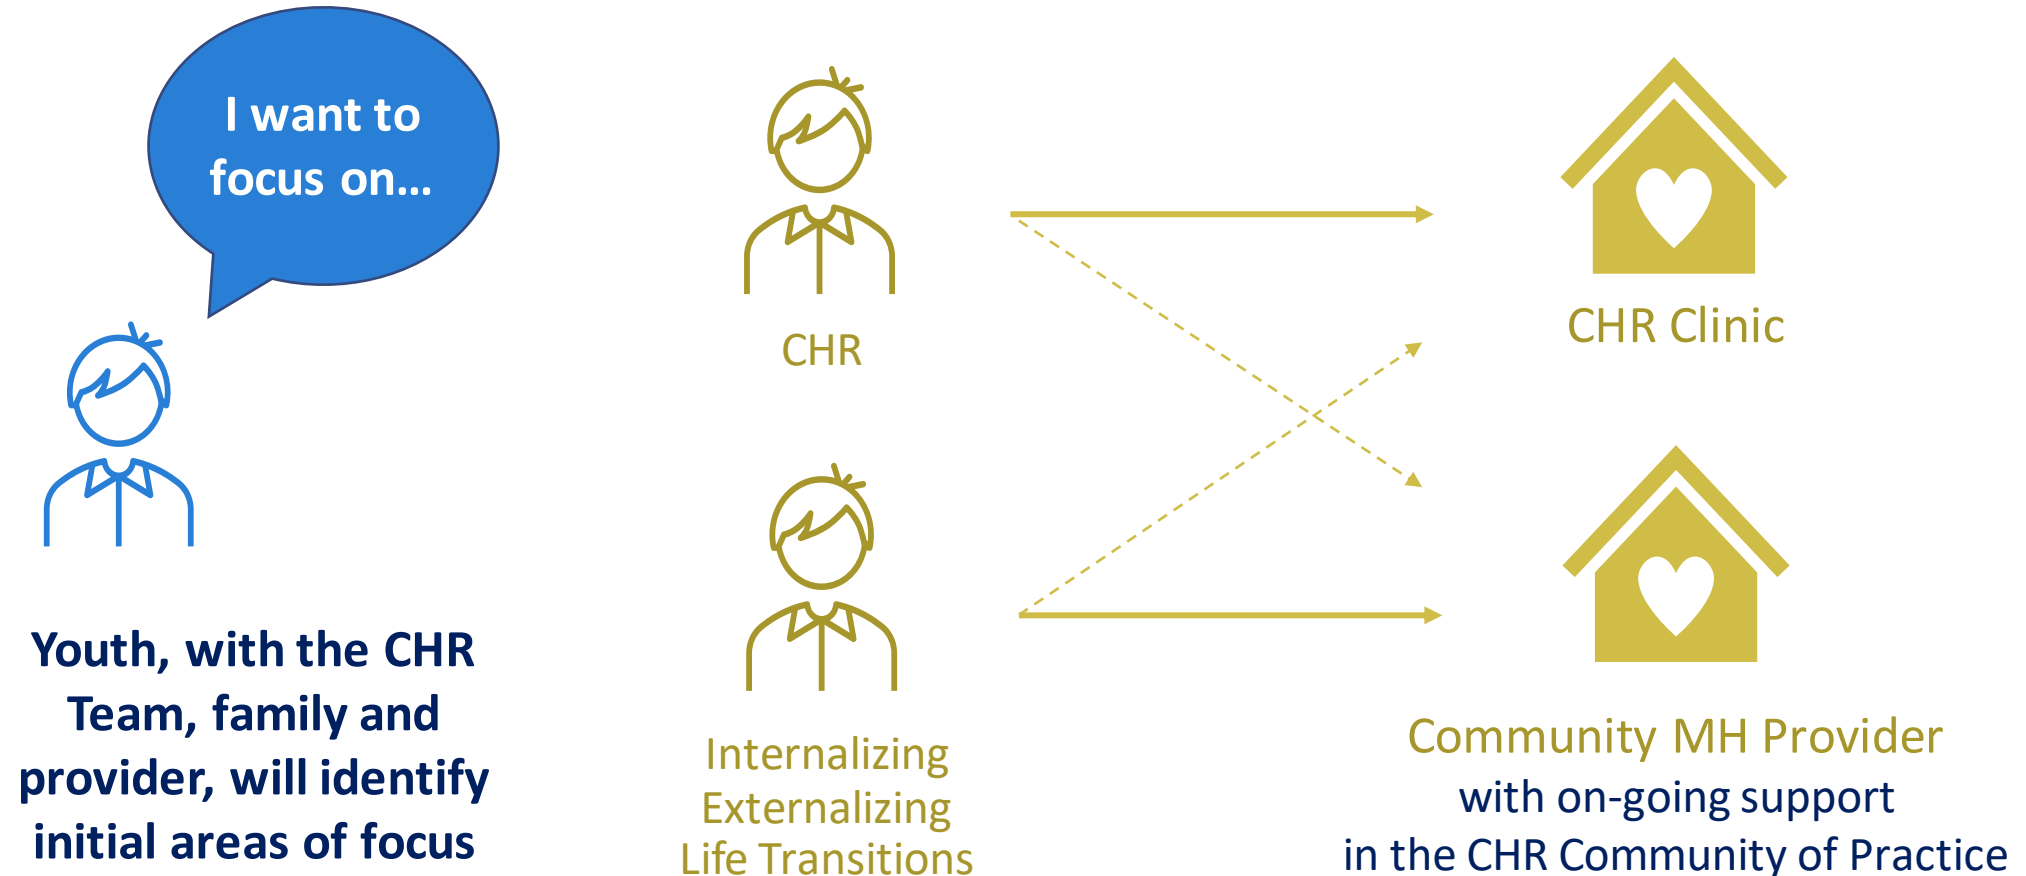 I want to
focus on...
Youth, with the CHR
Team, family and
provider, will identify
initial areas of focus
CHR
Internalizing
Externalizing
Life Transitions
CHR Clinic
Community MH Provider
with on-going support
in the CHR Community of Practice